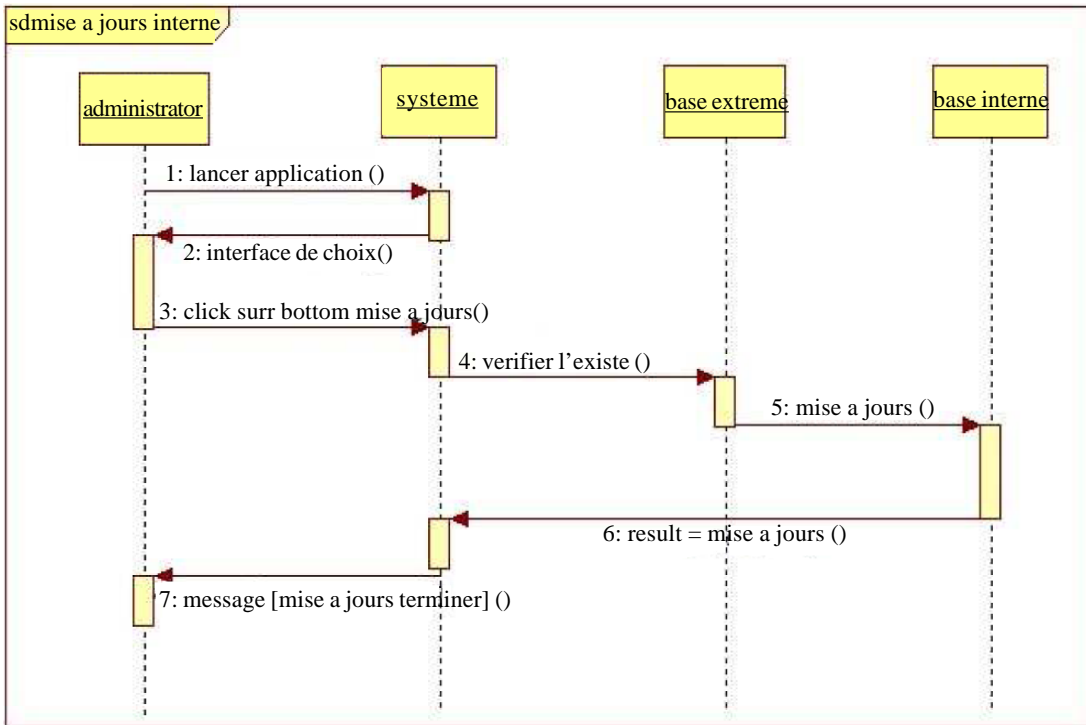 sdmise a jours interne
administrator
systeme
base extreme
base interne
1: lancer application ()
2: interface de choix()
3: click surr bottom mise a jours()
4: verifier l’existe ()
5: mise a jours ()
6: result = mise a jours ()
7: message [mise a jours terminer] ()